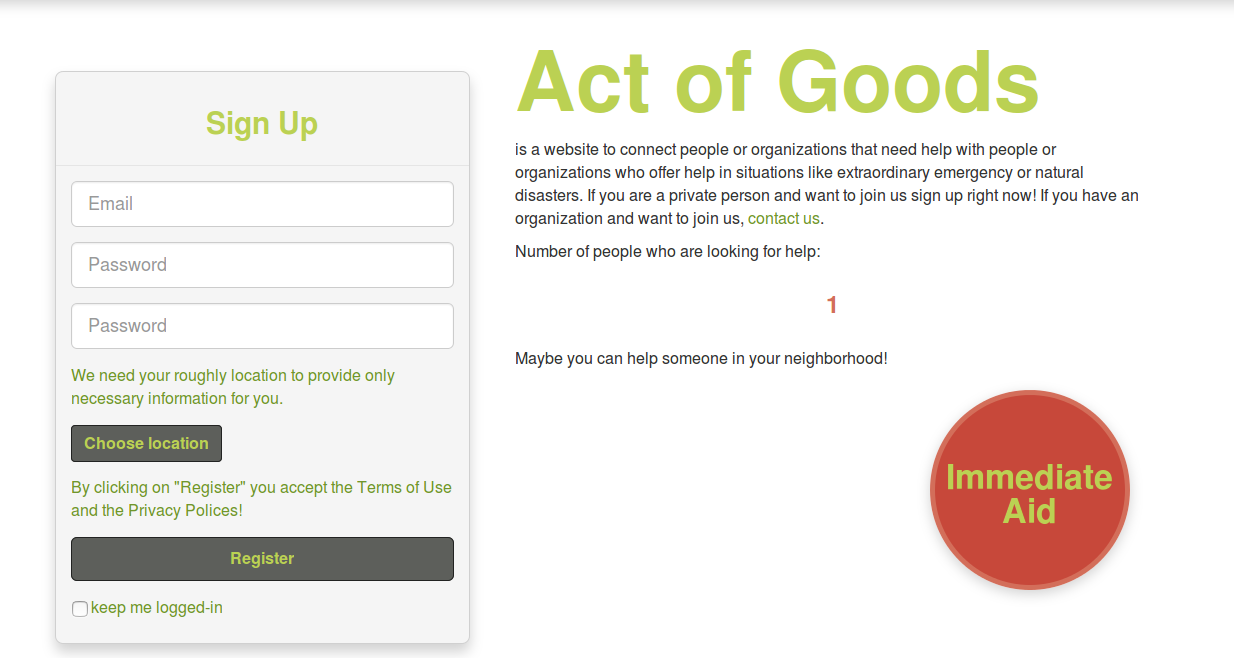 Sign Up
Email
Password
Password
We need your roughly location to provide only
necessary information for you.
Choose location
By clicking on "Register" you accept the Terms of Use
and the Privacy Polices!
Register
keep me logged-in
Act of Goods
is a website to connect people or organizations that need help with people or
organizations who offer help in situations like extraordinary emergency or natural
disasters. If you are a private person and want to join us sign up right now! If you have an
organization and want to join us, contact us.
Number of people who are looking for help:
1
Maybe you can help someone in your neighborhood!
Immediate
Aid